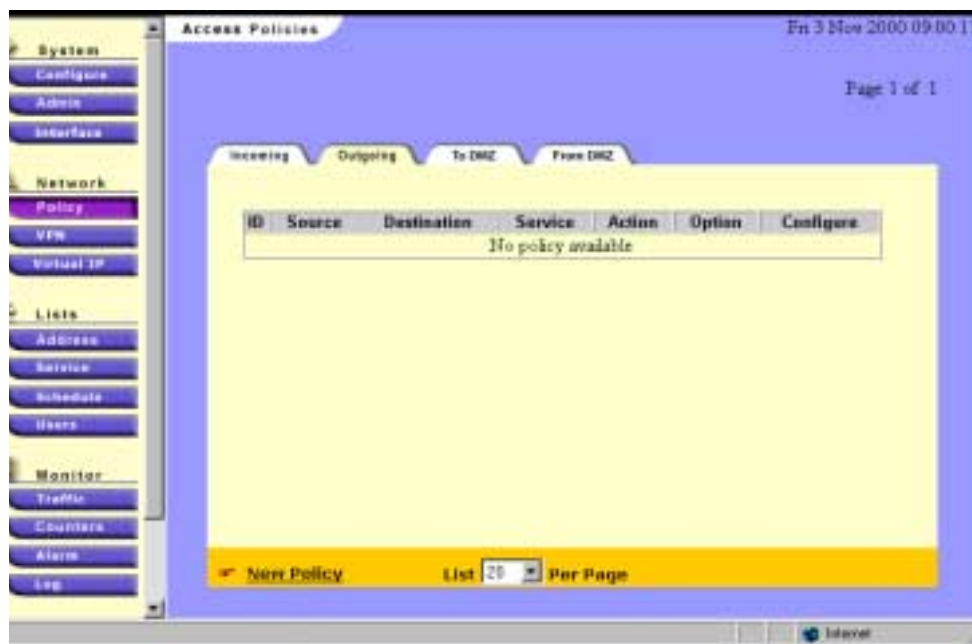 System
Configure
Admin
Interface
Network
Policy
VPN
Virtual IP
Lists
Address
Service
Schedule
Users
Monitor
Traffic
Counters
Alarm
Log
Access Policies
Fri 3 Nov 2000 09:00:1
Page 1 of 1
Incoming Outgoing To DMZ From DMZ
ID Source Destination Service Action Option Configure
No policy available
New Policy List 20 Per Page
Internet